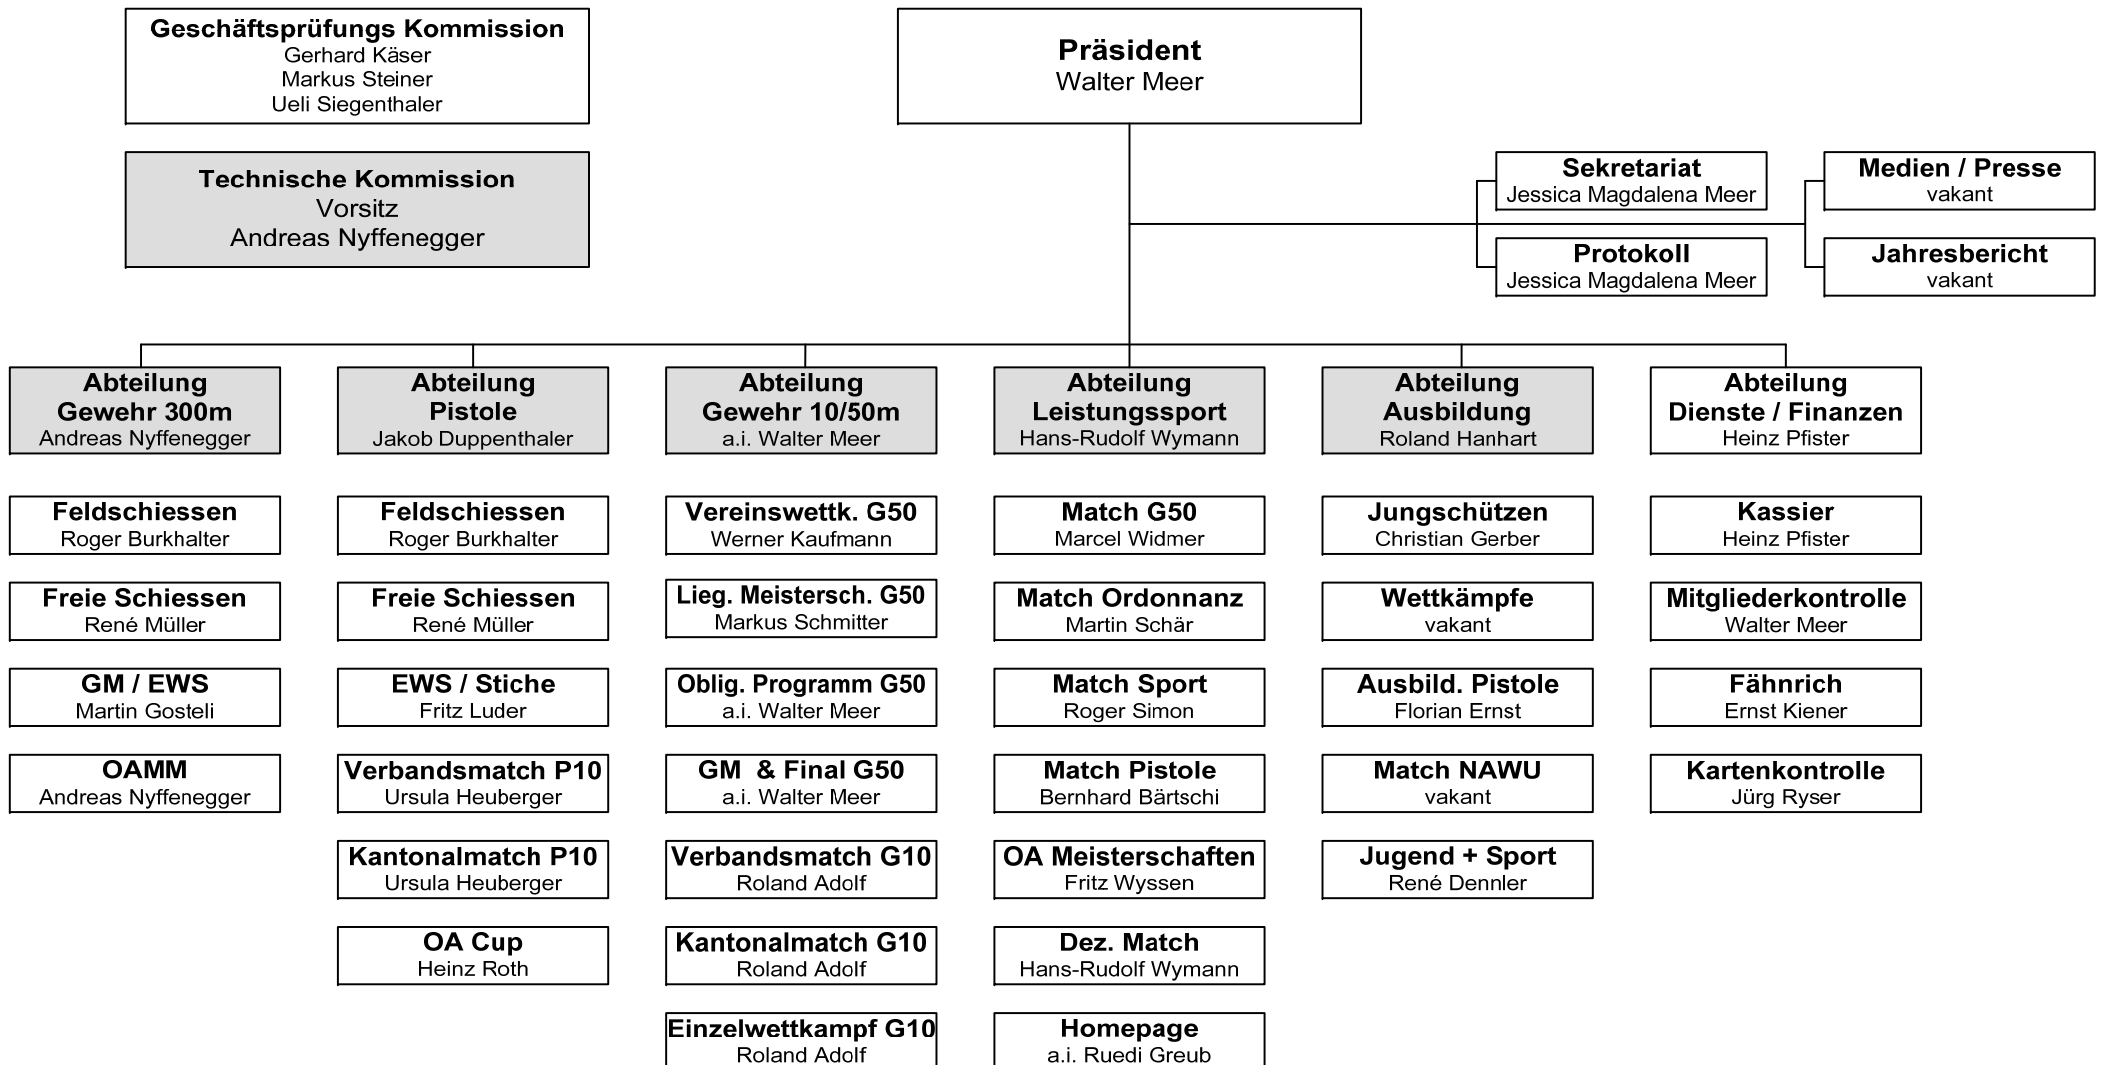 Geschäftsprüfungs Kommission
Gerhard Käser
Markus Steiner
Ueli Siegenthaler
Präsident
Walter Meer
Technische Kommission
Vorsitz
Andreas Nyffenegger
Sekretariat
Jessica Magdalena Meer
Medien / Presse
vakant
Protokoll
Jessica Magdalena Meer
Jahresbericht
vakant
Abteilung
Gewehr 300m
Andreas Nyffenegger
Feldschiessen
Roger Burkhalter
Freie Schiessen
René Müller
GM / EWS
Martin Gosteli
OAMM
Andreas Nyffenegger
Abteilung
Pistole
Jakob Duppenthaler
Feldschiessen
Roger Burkhalter
Freie Schiessen
René Müller
EWS / Stiche
Fritz Luder
Verbandsmatch P10
Ursula Heuberger
Kantonalmatch P10
Ursula Heuberger
OA Cup
Heinz Roth
Abteilung
Gewehr 10/50m
a.i. Walter Meer
Vereinswettk. G50
Werner Kaufmann
Lieg. Meistersch. G50
Markus Schmitter
Oblig. Programm G50
a.i. Walter Meer
GM & Final G50
a.i. Walter Meer
Verbandsmatch G10
Roland Adolf
Kantonalmatch G10
Roland Adolf
Einzelwettkampf G10
Roland Adolf
Abteilung
Leistungssport
Hans-Rudolf Wymann
Match G50
Marcel Widmer
Match Ordonnanz
Martin Schär
Match Sport
Roger Simon
Match Pistole
Bernhard Bärtschi
OA Meisterschaften
Fritz Wyssen
Dez. Match
Hans-Rudolf Wymann
Homepage
a.i. Ruedi Greub
Abteilung
Ausbildung
Roland Hanhart
Jungschützen
Christian Gerber
Wettkämpfe
vakant
Ausbild. Pistole
Florian Ernst
Match NAWU
vakant
Jugend + Sport
René Dennler
Abteilung
Dienste / Finanzen
Heinz Pfister
Kassier
Heinz Pfister
Mitgliederkontrolle
Walter Meer
Fähnrich
Ernst Kiener
Kartenkontrolle
Jürg Ryser